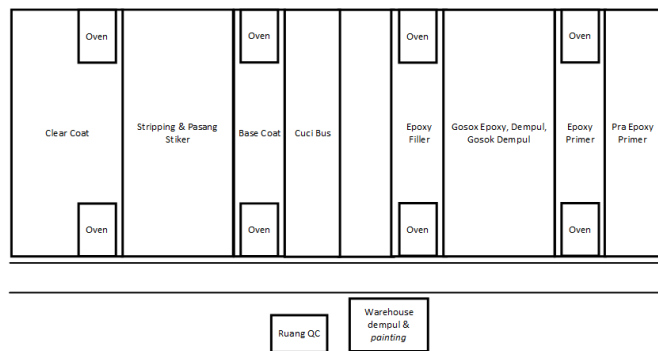 Oven
Oven
Oven
Oven
Clear Coat
Stripping & Pasang
Stiker
Base Coat
Cuci Bus
Epoxy
Filler
Gosox Epoxy, Dempul,
Gosok Dempul
Epoxy
Primer
Pra Epoxy
Primer
Oven
Oven
Oven
Oven
Ruang QC
Warehouse
dempul &
painting